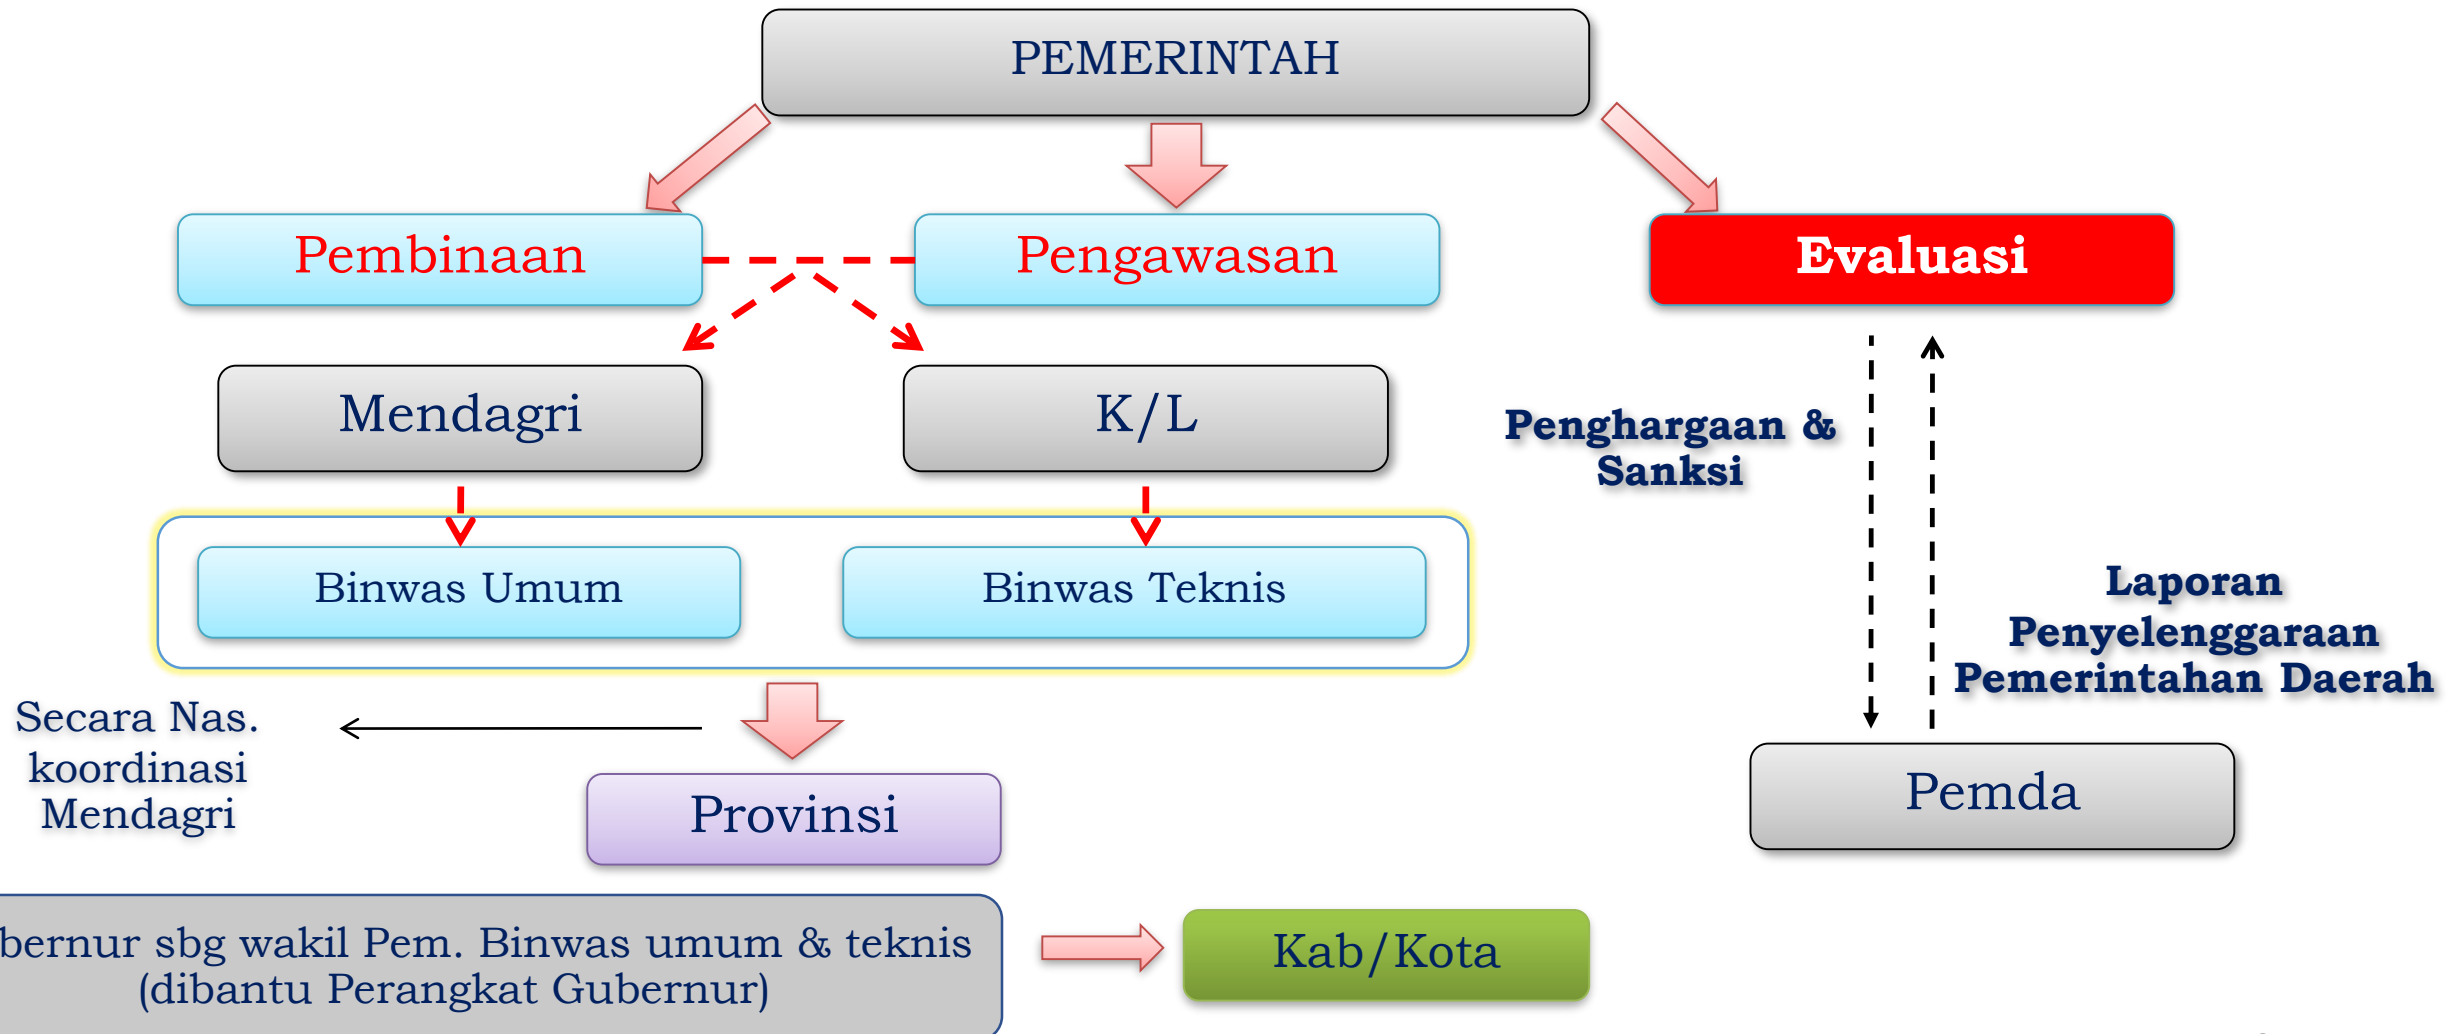 PEMERINTAH
Pembinaan
Pengawasan
Evaluasi
Mendagri
K/L
Penghargaan &
Sanksi
Binwas Umum
Binwas Teknis
Laporan
Penyelenggaraan
Pemerintahan Daerah
Secara Nas.
koordinasi
Mendagri
Provinsi
Pemda
bernur sbg wakil Pem. Binwas umum & teknis
(dibantu Perangkat Gubernur)
Kab/Kota